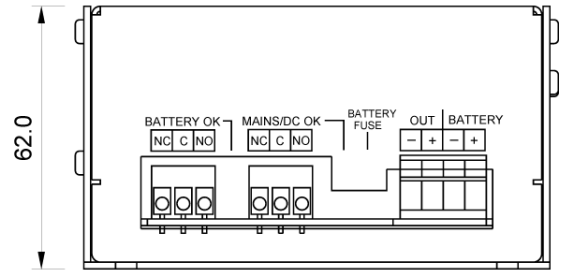 62.0
BATTERY OK
NC C NO
MAINS/DC OK
NC C NO
BATTERY
FUSE
OUT
BATTERY
− + − +